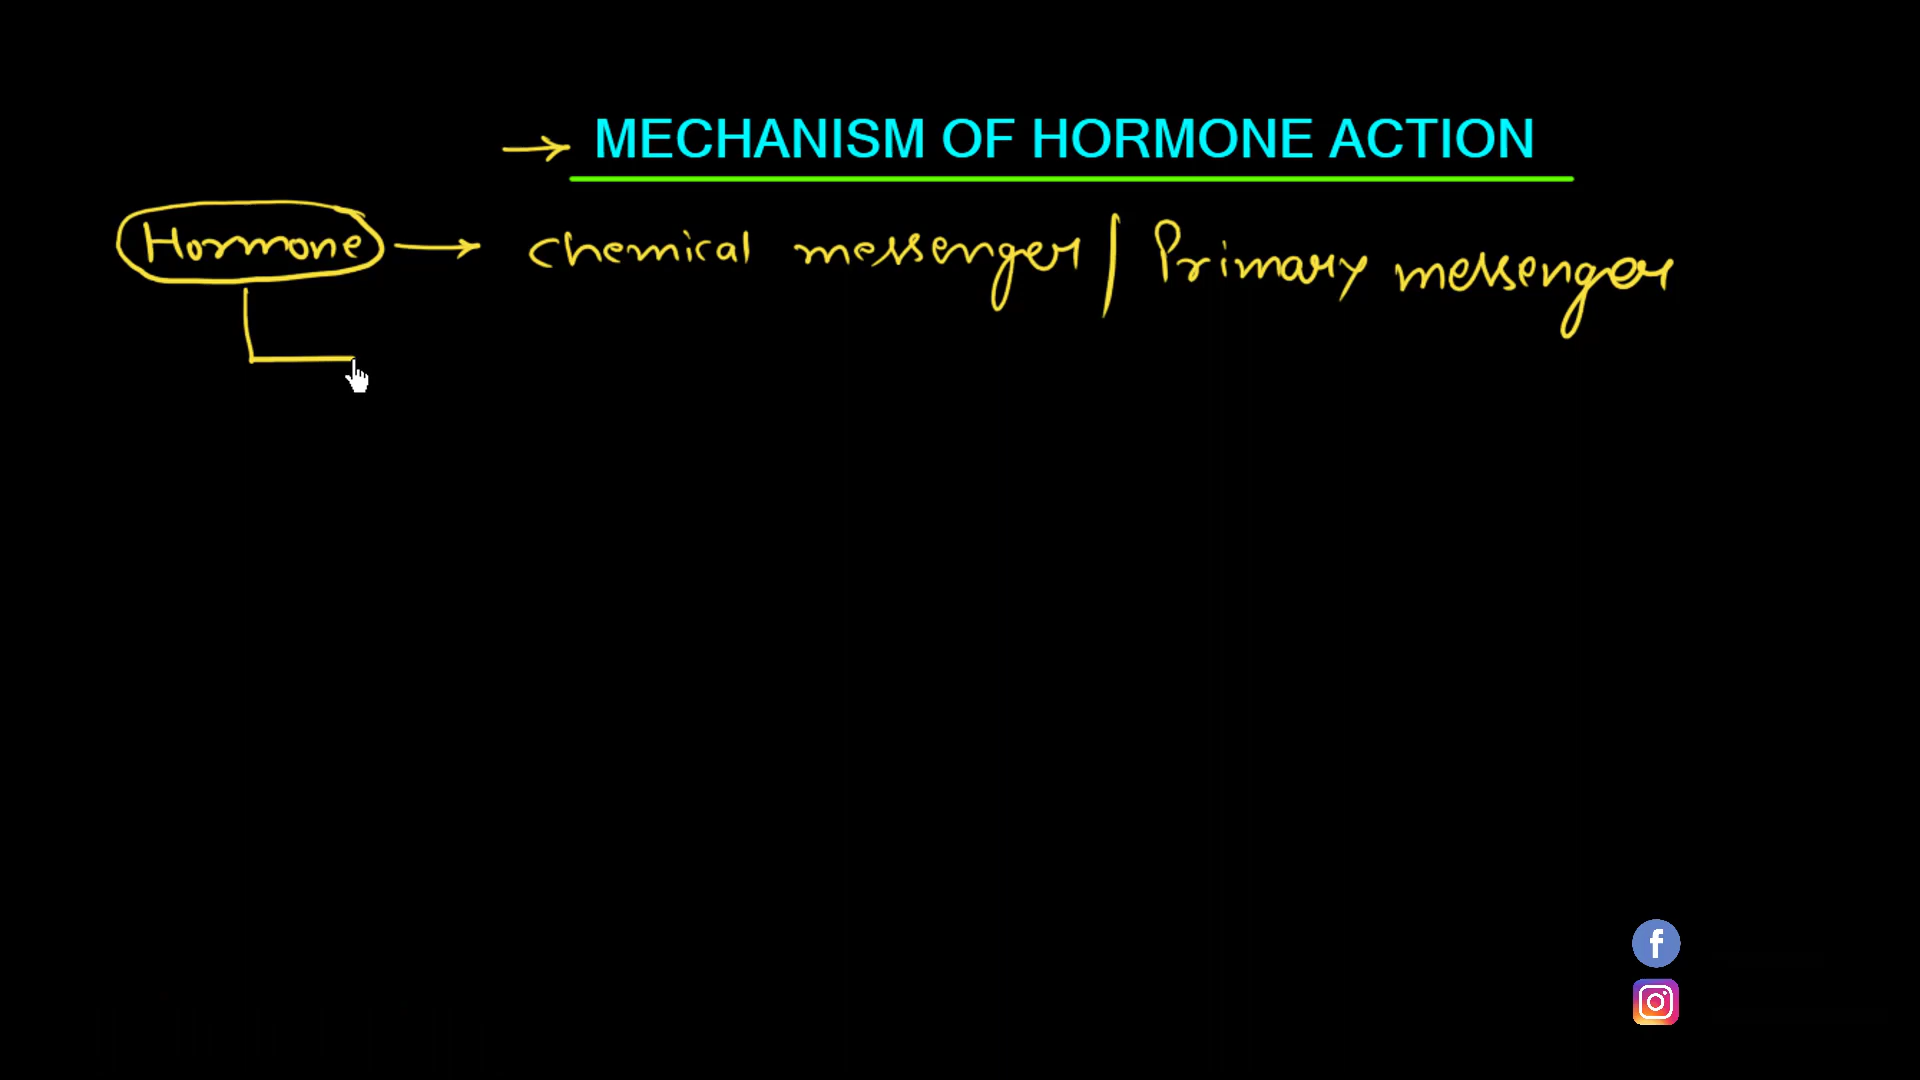 → MECHANISM OF HORMONE ACTION
Hormone → chemical messenger / Primary messenger